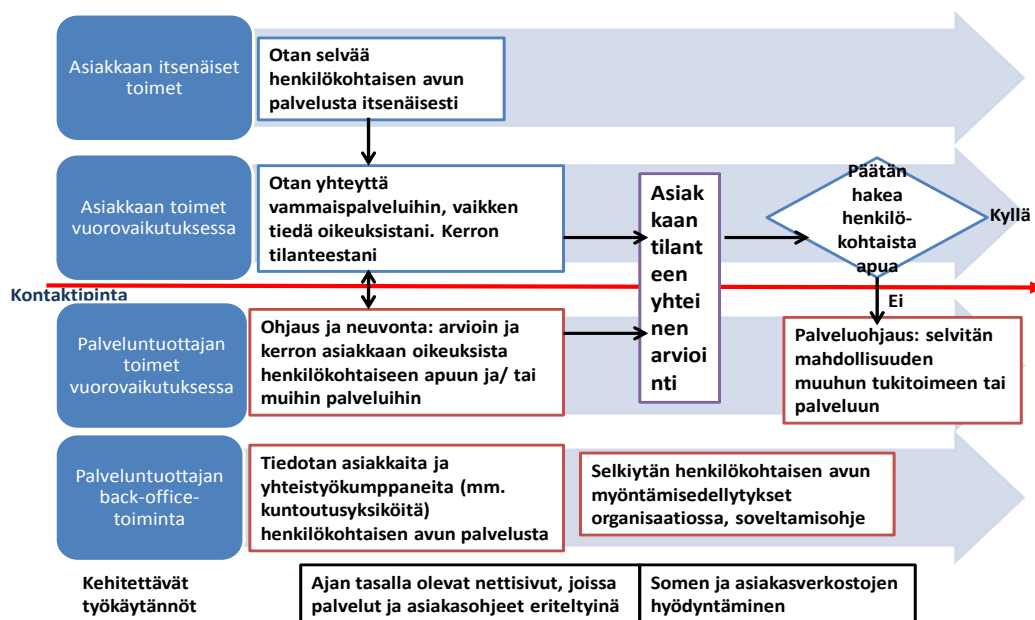 Asiakkaan itsenäiset
toimet
Otan selvää
henkilökohtaisen avun
palvelusta itsenäisesti
Asiakkaan toimet
vuorovaikutuksessa
Otan yhteyttä
vammaispalveluihin, vaikken
tiedä oikeuksistani. Kerron
tilanteestani
Asiak
kaan
tilant
een
yhtei
nen
arvioi
nti
Päätän
hakea
henkilö-
kohtaista
apua
Kyllä
Ei
Kontaktipinta
Palveluntuottajan
toimet
vuorovaikutuksessa
Ohjaus ja neuvonta: arvioin ja
kerron asiakkaan oikeuksista
henkilökohtaiseen apuun ja/ tai
muihin palveluihin
Palveluohjaus: selvitän
mahdollisuuden
muuhun tukitoimeen tai
palveluun
Palveluntuottajan
back-office-
toiminta
Tiedotan asiakkaita ja
yhteistyökumppaneita (mm.
kuntoutusyksiköitä)
henkilökohtaisen avun palvelusta
Selkiytän henkilökohtaisen avun
myöntämisedellytykset
organisaatiossa, soveltamisohje
Kehitettävät
työkäytännöt
Ajan tasalla olevat nettisivut, joissa
palvelut ja asiakasohjeet eriteltyinä
Somen ja asiakasverkostojen
hyödyntäminen